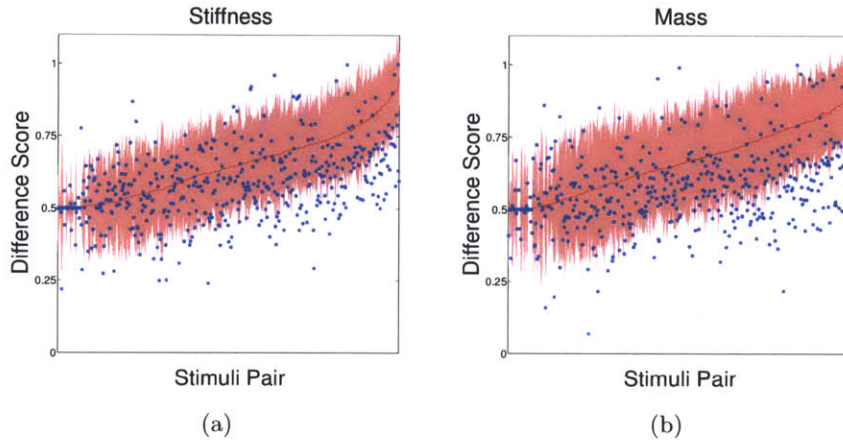 Stiffness
Difference Score
1
0.75
0.5
0.25
0
Stimuli Pair
(a)
Mass
Difference Score
1
0.75
0.5
0.25
0
Stimuli Pair
(b)